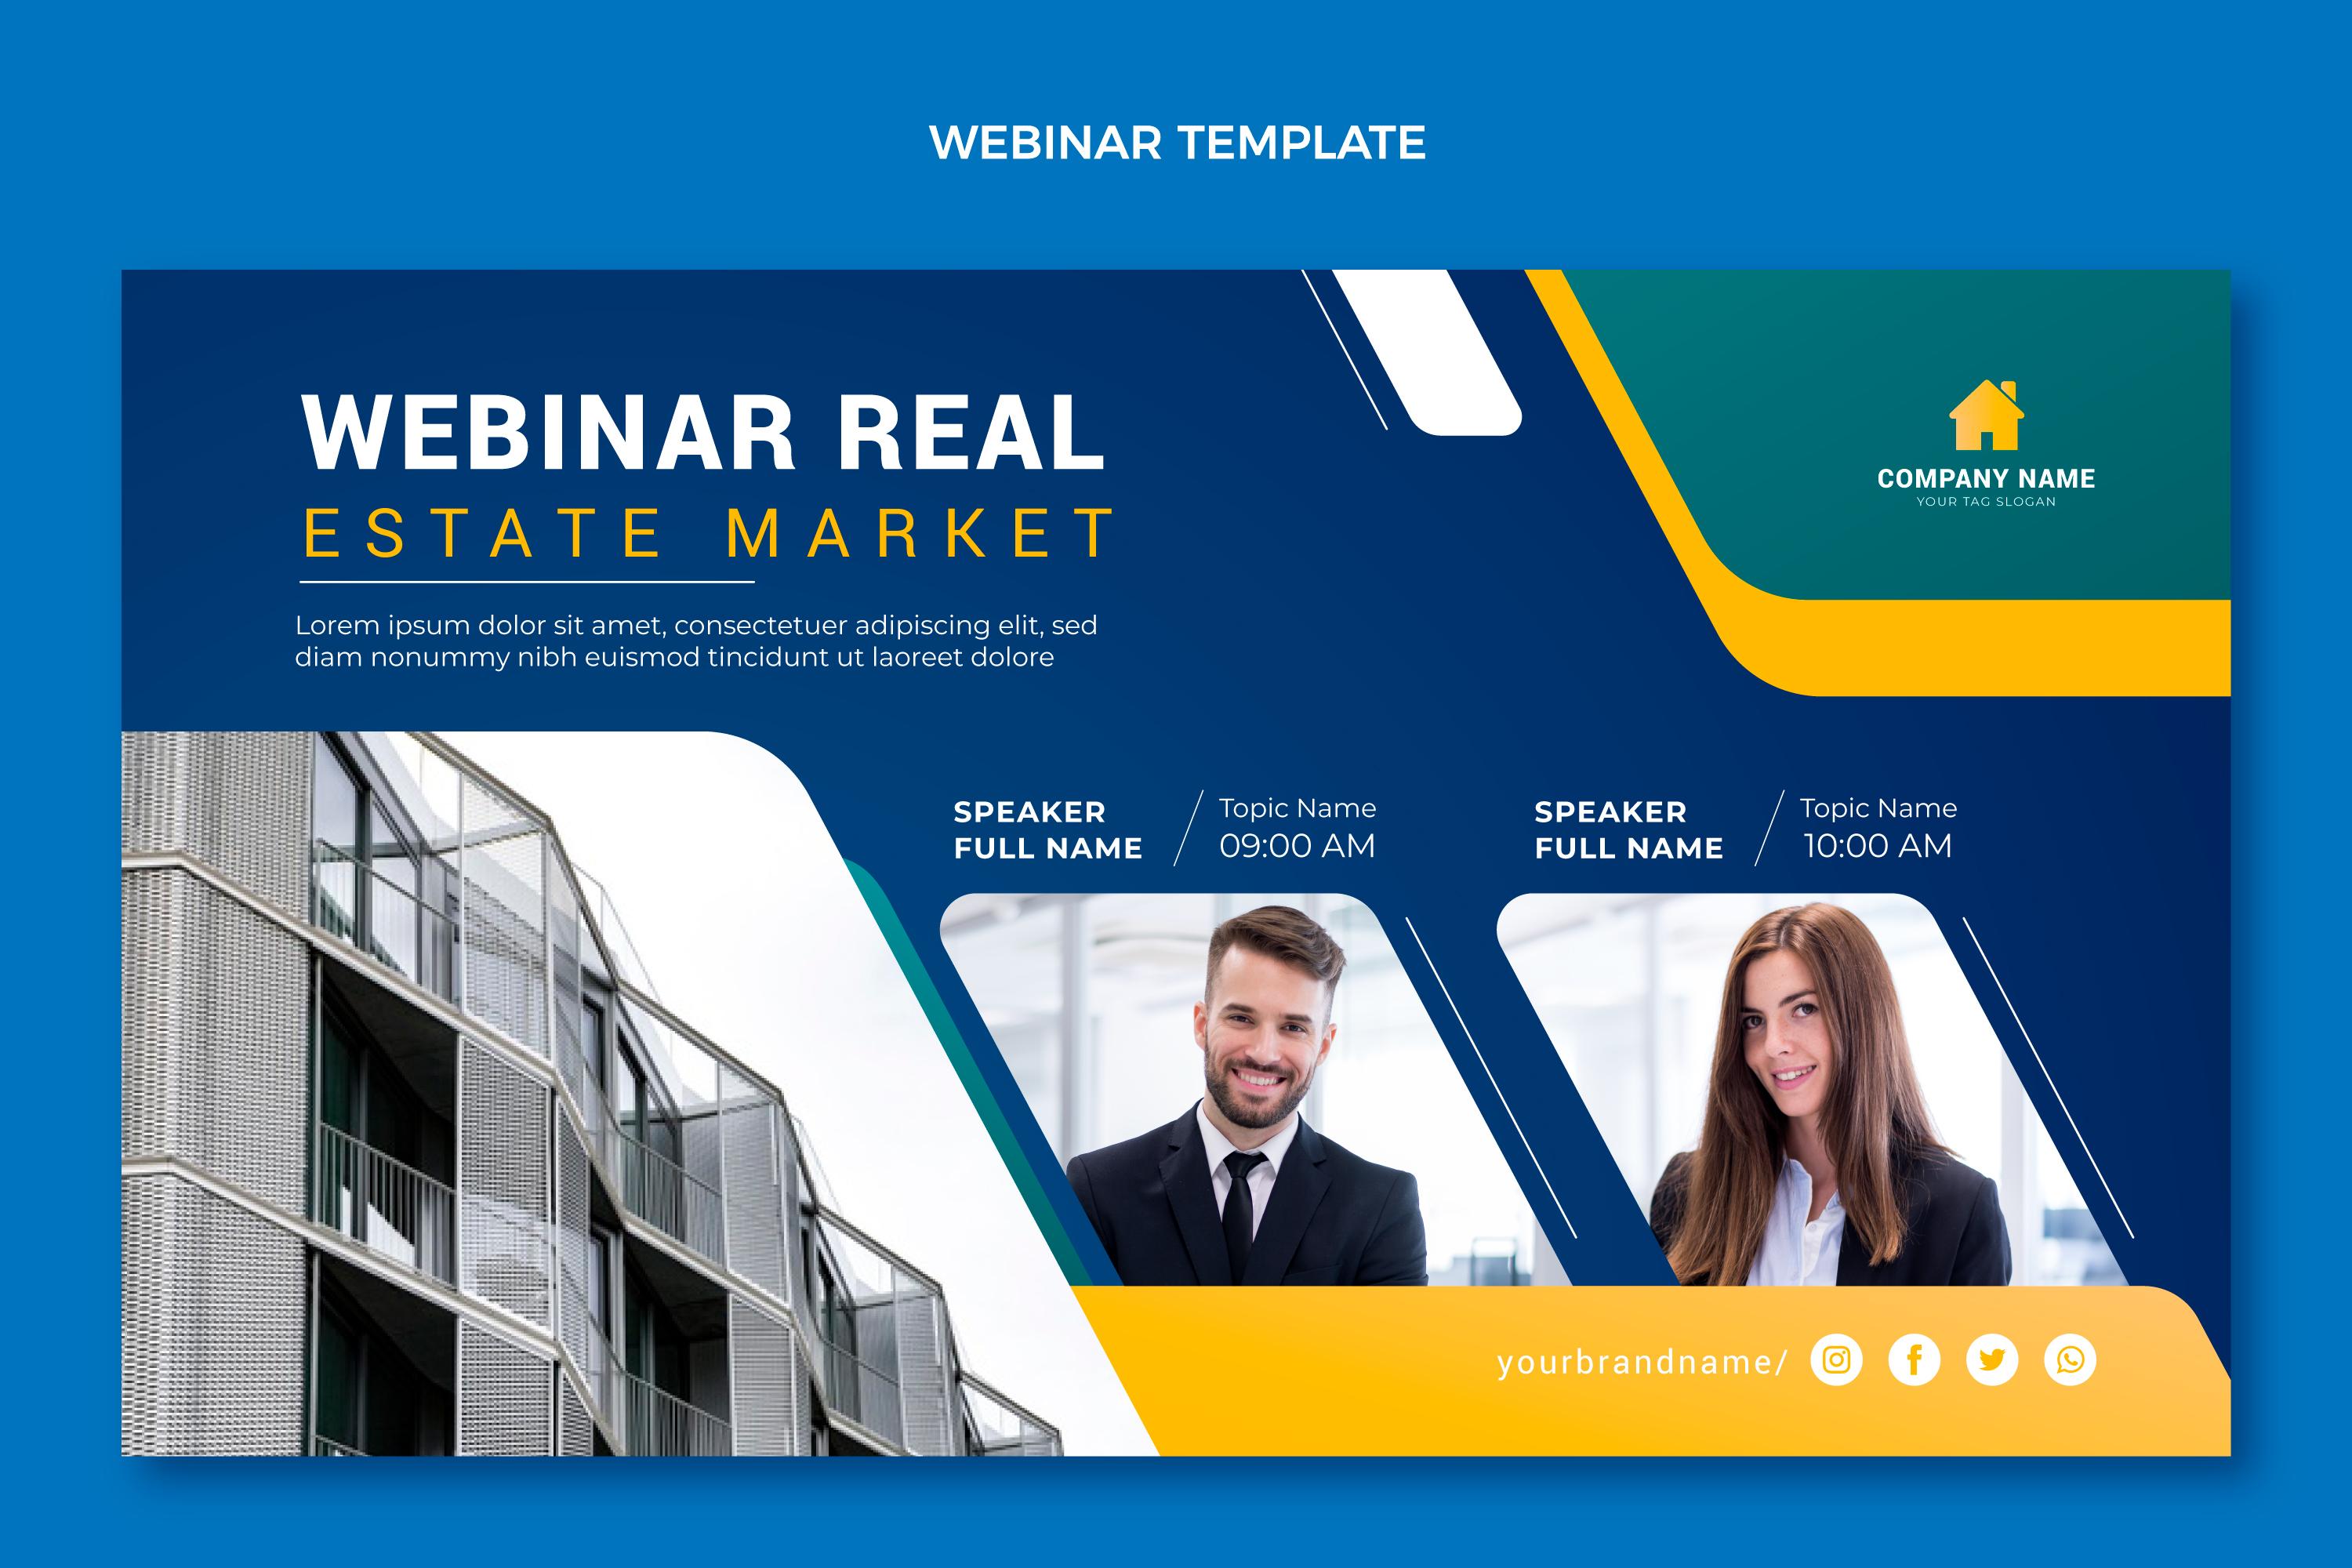 WEBINAR TEMPLATE
WEBINAR REAL
ESTATE MARKET
Lorem ipsum dolor sit amet, consectetuer adipiscing elit, sed
diam nonummy nibh euismod tincidunt ut laoreet dolore
COMPANY NAME
YOUR TAG SLOGAN
SPEAKER
FULL NAME
Topic Name
09:00 AM
SPEAKER
FULL NAME
Topic Name
10:00 AM
yourbrandname/